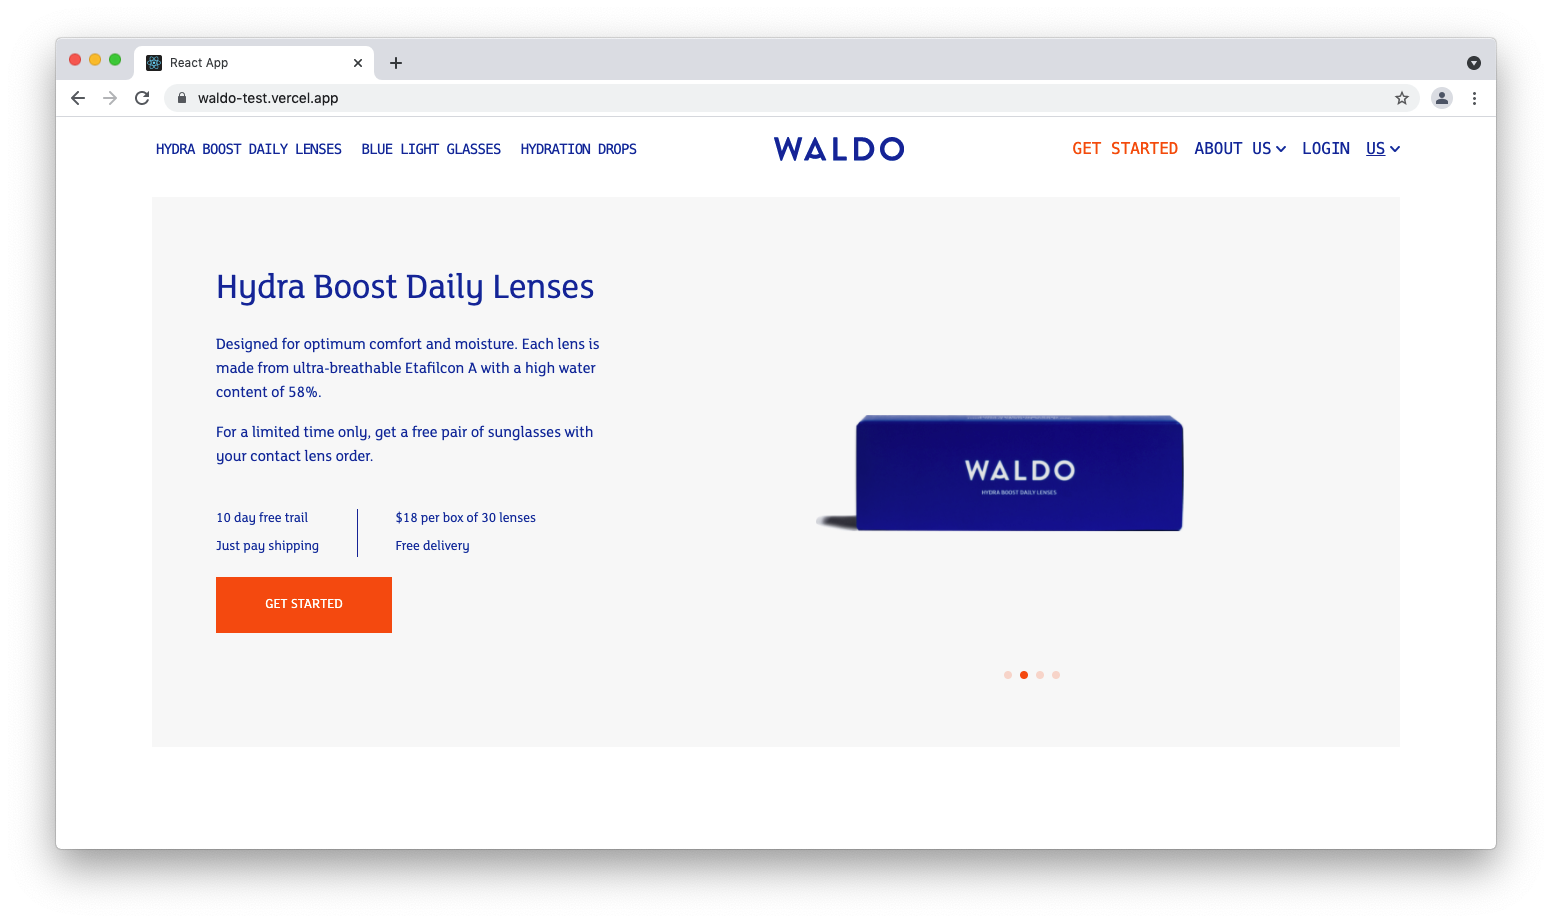 React App
waldo-test.vercel.app
HYDRA BOOST DAILY LENSES BLUE LIGHT GLASSES HYDRATION DROPS WALDO GET STARTED ABOUT US LOGIN US
Hydra Boost Daily Lenses
Designed for optimum comfort and moisture. Each lens is
made from ultra-breathable Etafilcon A with a high water
content of 58%.
For a limited time only, get a free pair of sunglasses with
your contact lens order.
10 day free trail
Just pay shipping
$18 per box of 30 lenses
Free delivery
GET STARTED
WALDO
HYDRA BOOST DAILY LENSES